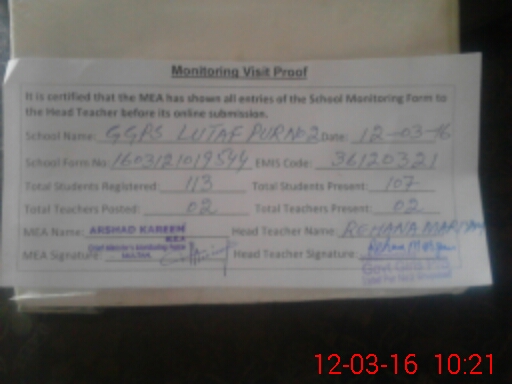 Monitoring Visit Proof
It is certified that the MEA has shown all entries of the School Monitoring Form to
the Head Teacher before its online submission.
School Name: GGPS LUTAF PUR NO2 Date: 12-03-16
School Form No: 1603121019544 EMIS Code: 36120321
Total Students Registered: 113 Total Students Present: 107
Total Teachers Posted: 02 Total Teachers Present: 02
MEA Name: ARSHAD KAREEM Head Teacher Name: REHANA MARYAM
MEA
MEA Signature: Head Teacher Signature:
Govt. Girls
12-03-16 10:21